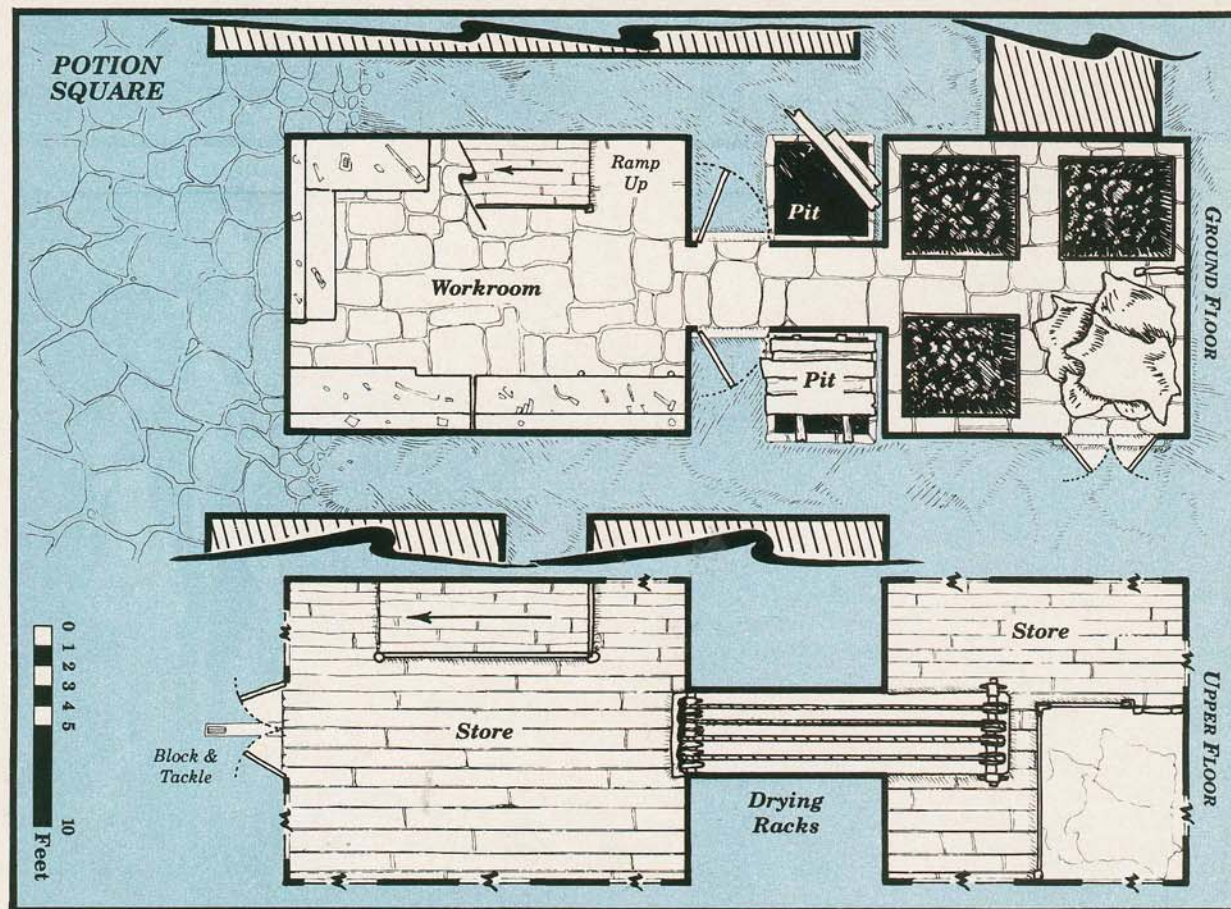 POTION
SQUARE
Ramp
Up
Pit
Workroom
Pit
GROUND FLOOR
Store
Store
Block &
Tackle
Drying
Racks
UPPER FLOOR
0 1 2 3 4 5 10
Feet